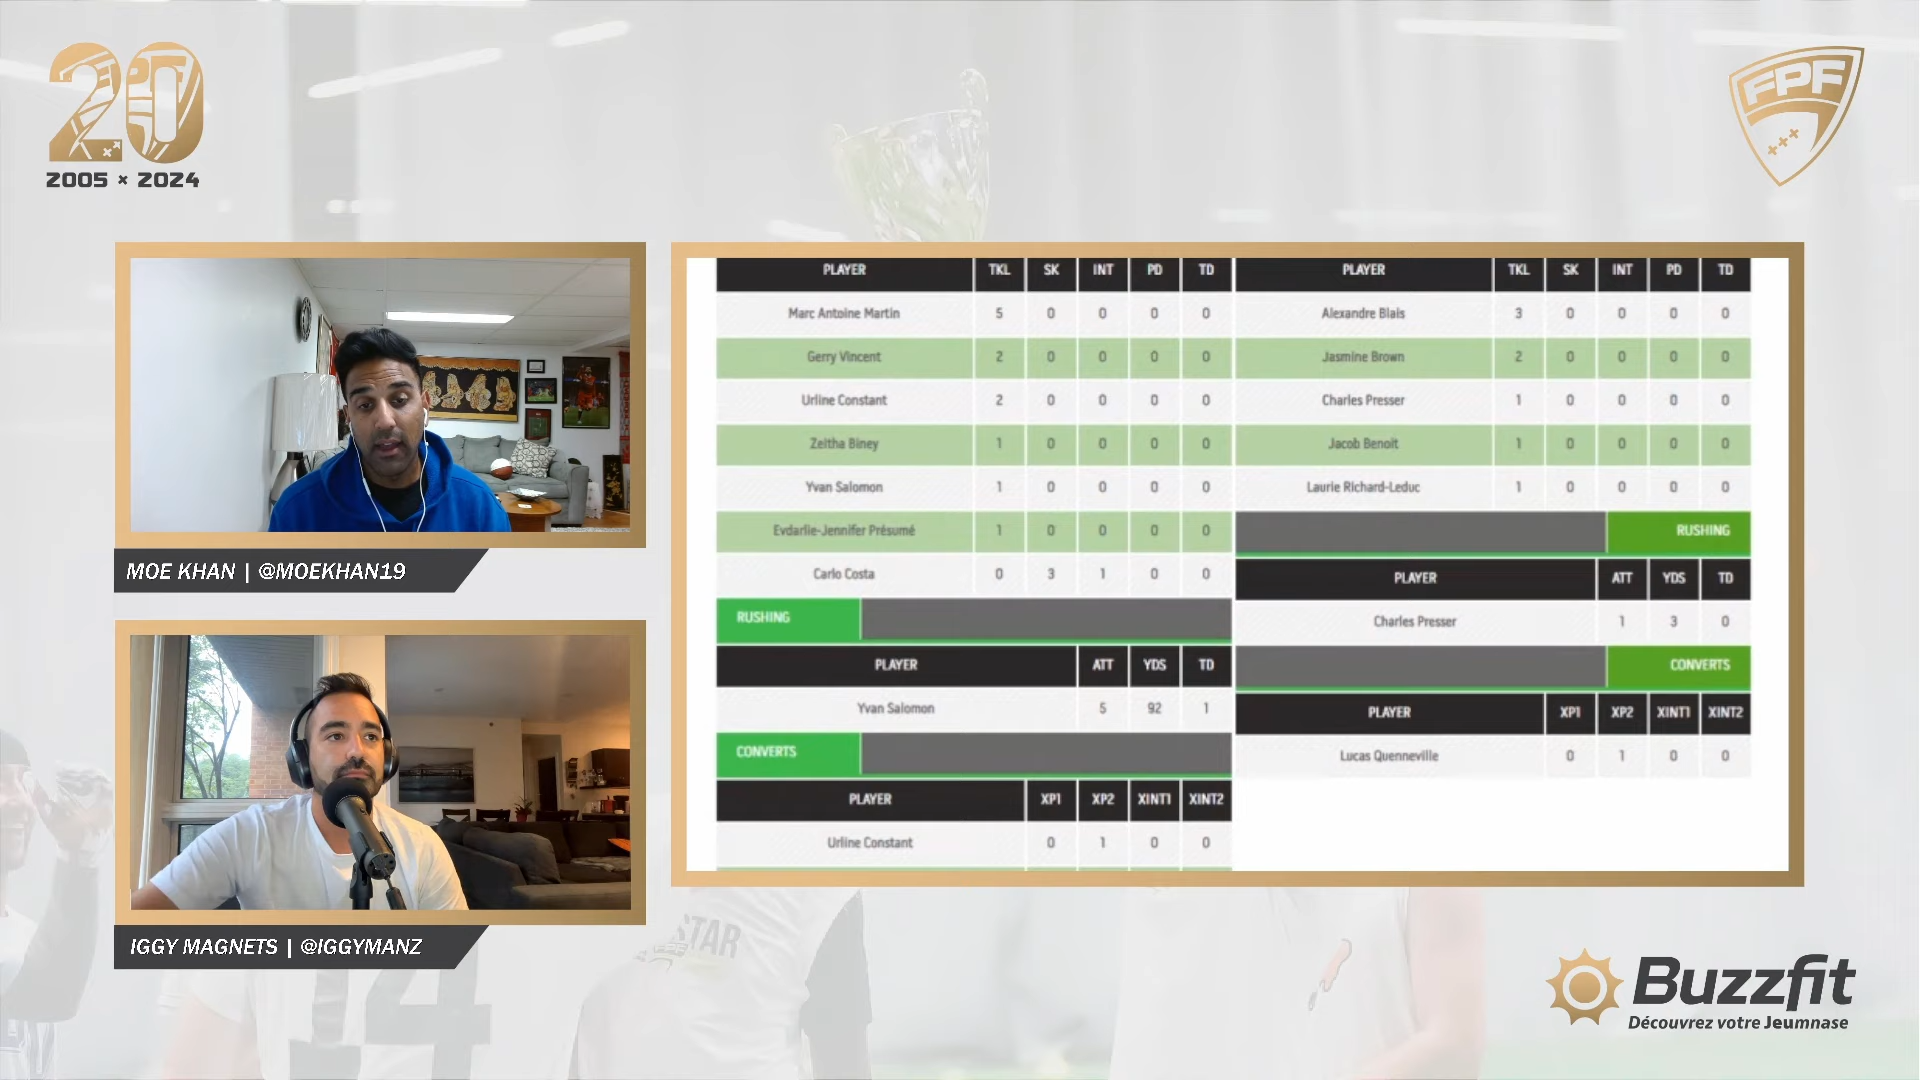 20
2005 × 2024
FPF
PLAYER TKL SK INT PD TD
Marc Antoine Martin 5 0 0 0 0
Gerry Vincent 2 0 0 0 0
Urline Constant 2 0 0 0 0
Zeitha Biney 1 0 0 0 0
Yvan Salomon 1 0 0 0 0
Evdarlie-Jennifer Présumé 1 0 0 0 0
Carlo Costa 0 3 1 0 0
RUSHING
PLAYER ATT YDS TD
Yvan Salomon 5 92 1
CONVERTS
PLAYER XP1 XP2 XINT1 XINT2
Urline Constant 0 1 0 0
PLAYER TKL SK INT PD TD
Alexandre Blais 3 0 0 0 0
Jasmine Brown 2 0 0 0 0
Charles Presser 1 0 0 0 0
Jacob Benoit 1 0 0 0 0
Laurie Richard-Leduc 1 0 0 0 0
RUSHING
PLAYER ATT YDS TD
Charles Presser 1 3 0
CONVERTS
PLAYER XP1 XP2 XINT1 XINT2
Lucas Quenneville 0 1 0 0
MOE KHAN | @MOEKHAN19
IGGY MAGNETS | @IGGYMANZ
STAR
14
Buzzfit
Découvrez votre Jeumnase